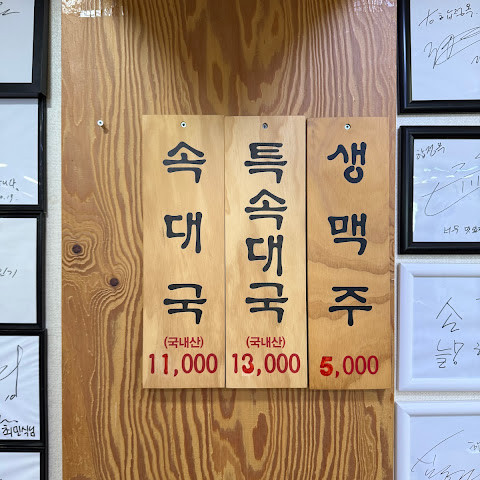 속대국
(국내산)
11,000
특속대국
(국내산)
13,000
생맥주
5,000